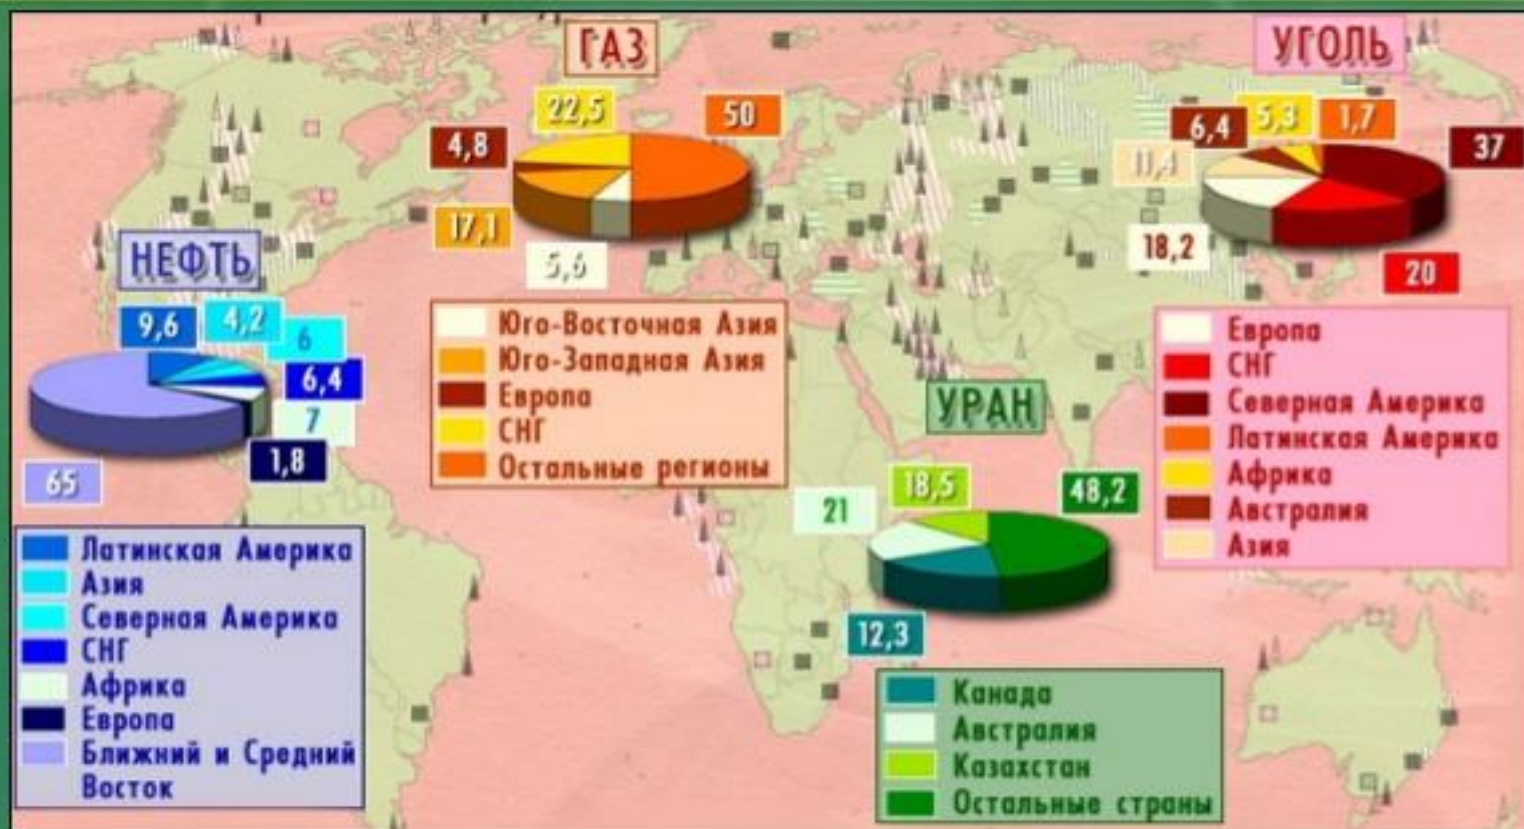 ГАЗ
22,5
50
4,8
17,1
5,6
Юго-Восточная Азия
Юго-Западная Азия
Европа
СНГ
Остальные регионы
УГОЛЬ
6,4
5,3
1,7
37
11,4
18,2
20
Европа
СНГ
Северная Америка
Латинская Америка
Африка
Австралия
Азия
НЕФТЬ
9,6
4,2
6
6,4
7
1,8
65
Латинская Америка
Азия
Северная Америка
СНГ
Африка
Европа
Ближний и Средний
Восток
УРАН
18,5
48,2
21
12,3
Канада
Австралия
Казахстан
Остальные страны